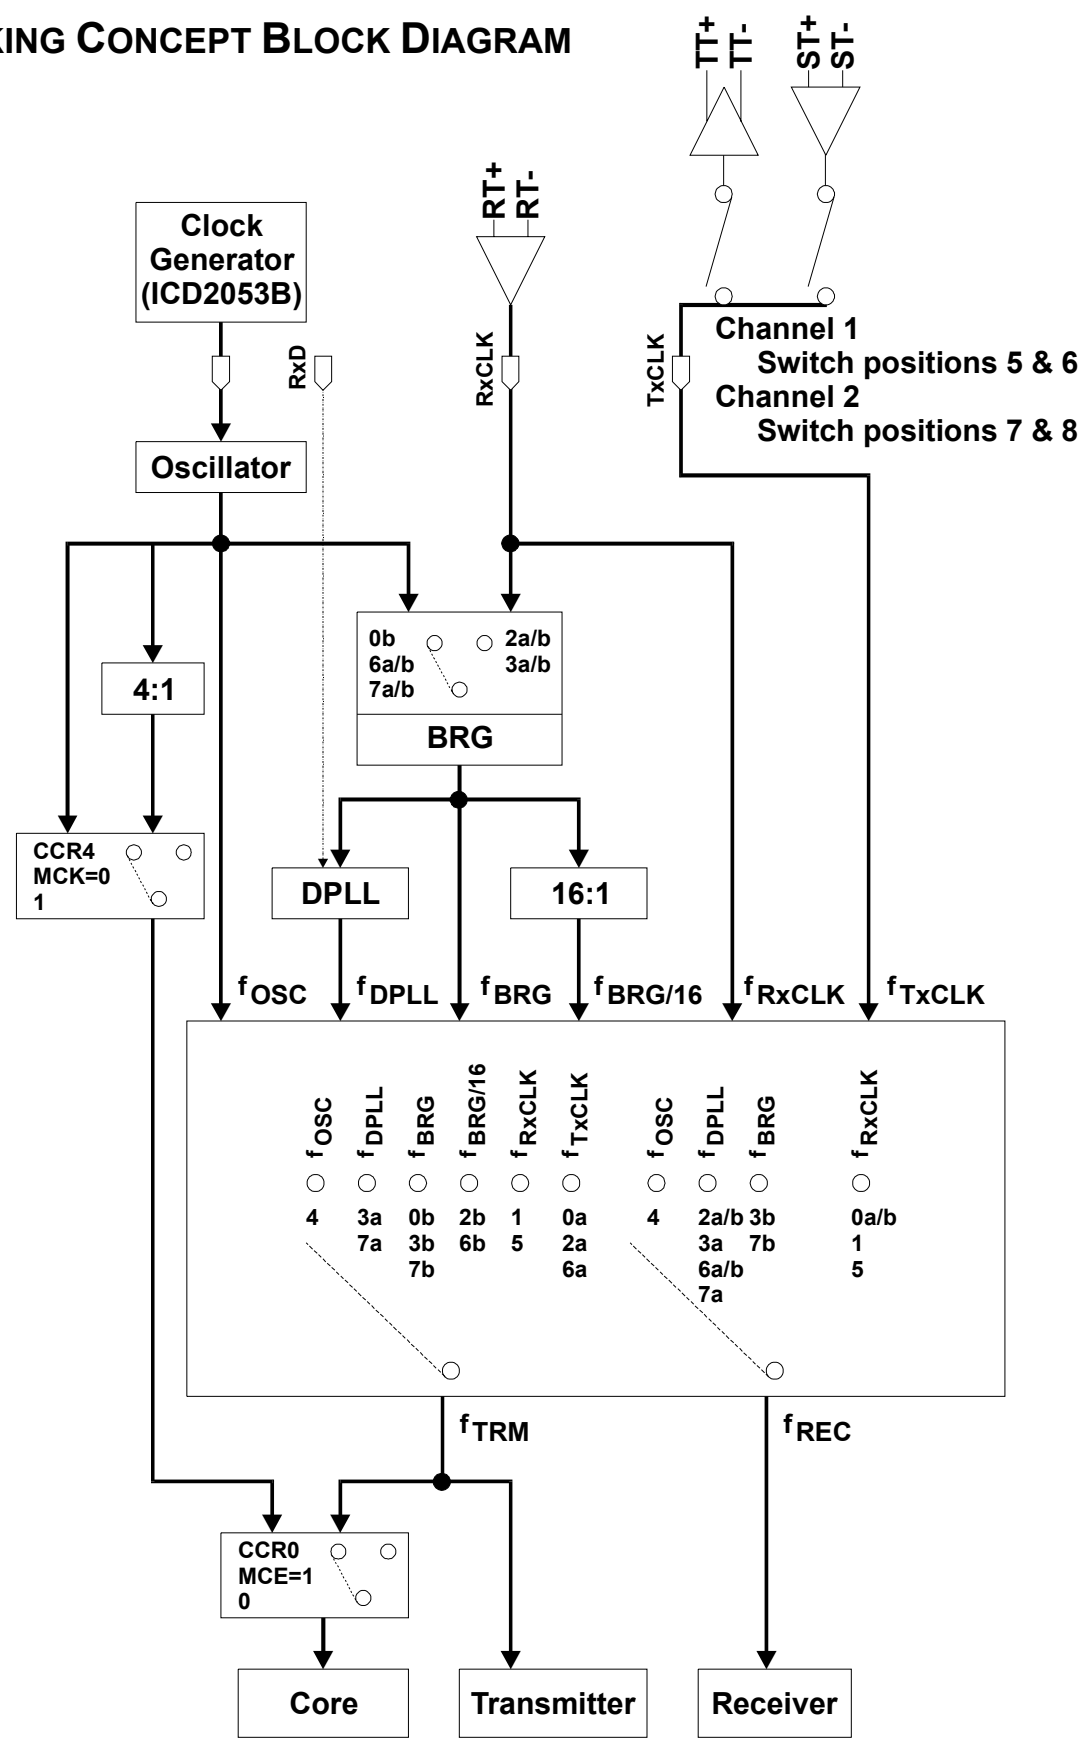 KING CONCEPT BLOCK DIAGRAM
TT+
TT-
ST+
ST-
RT+
RT-
Clock
Generator
(ICD2053B)
RxD
RxCLK
TxCLK
Channel 1
Switch positions 5 & 6
Channel 2
Switch positions 7 & 8
Oscillator
0b
6a/b
7a/b
2a/b
3a/b
BRG
4:1
CCR4
MCK=0
1
DPLL
16:1
fOSC
fDPLL
fBRG
fBRG/16
fRxCLK
fTxCLK
fOSC
fDPLL
fBRG
fBRG/16
fRxCLK
fTxCLK
fOSC
fDPLL
fBRG
fRxCLK
4
3a
7a
0b
3b
7b
2b
6b
1
5
0a
2a
6a
4
2a/b
3a
6a/b
7a
3b
7b
0a/b
1
5
fTRM
fREC
CCR0
MCE=1
0
Core
Transmitter
Receiver